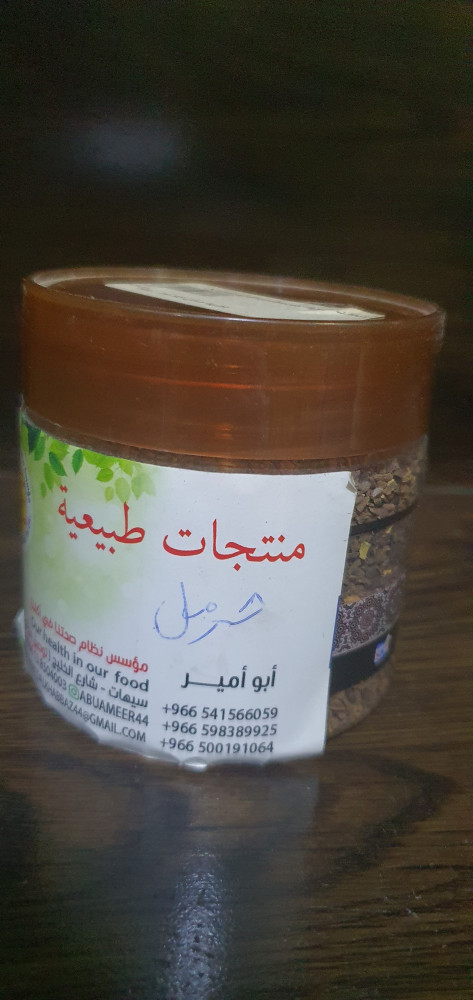 منتجات طبيعية
شرمل
أبو أمير
+966 541566059
+966 598389925
+966 500191064
مؤسس نظام صحتنا في
Our health in our food
سيهات - شارع الخليج
@ABUAMEER44
@GMAIL.COM